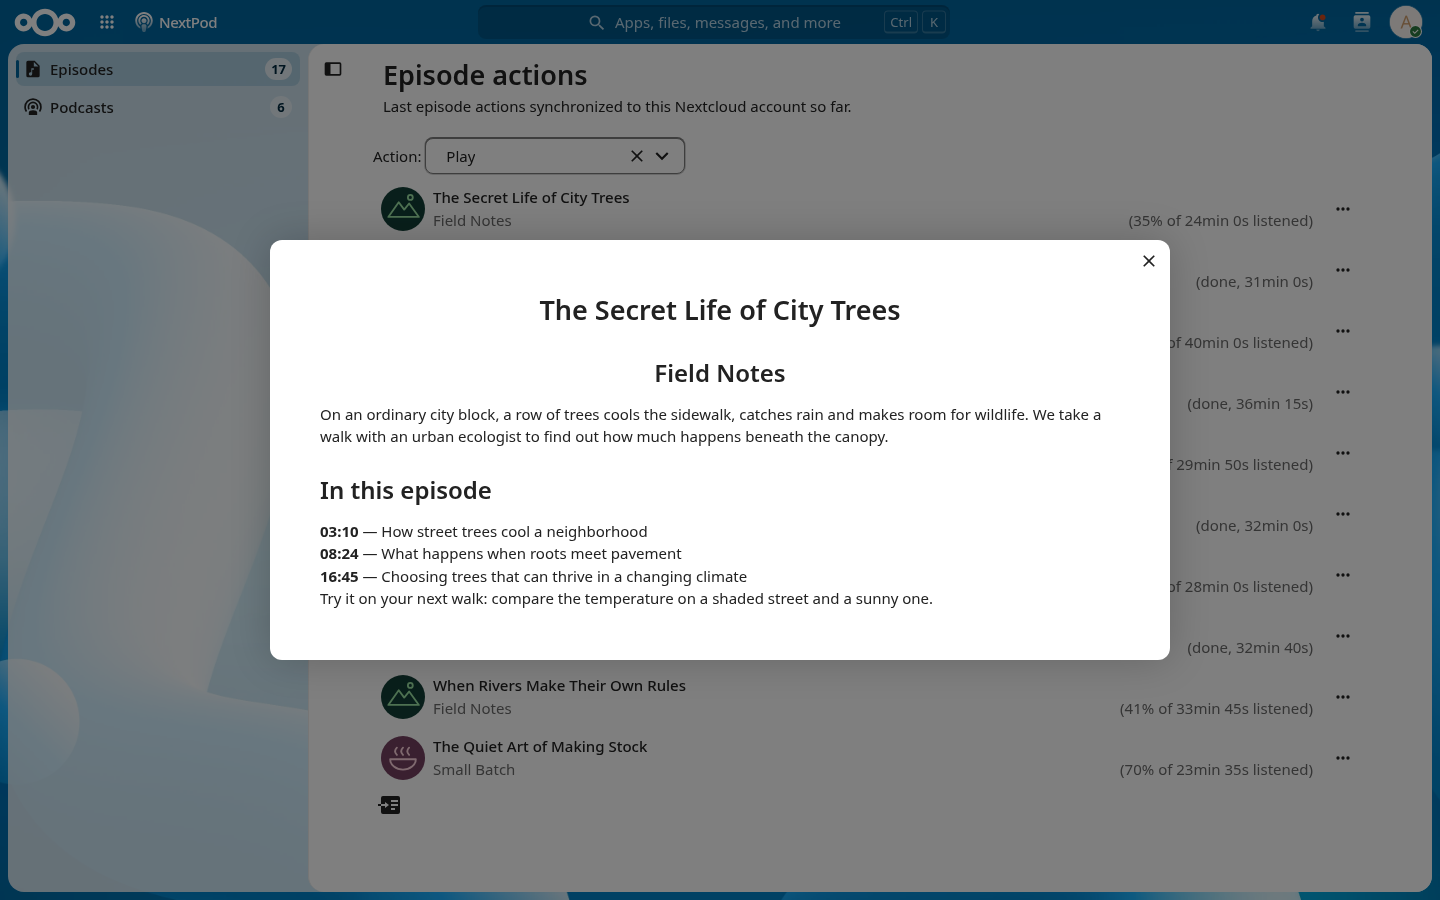 NextPod
Apps, files, messages, and more
Ctrl
K
A
Episodes
17
Podcasts
6
Episode actions
Last episode actions synchronized to this Nextcloud account so far.
Action:
Play
The Secret Life of City Trees
Field Notes
(35% of 24min 0s listened)
(done, 31min 0s)
of 40min 0s listened)
(done, 36min 15s)
29min 50s listened)
(done, 32min 0s)
of 28min 0s listened)
(done, 32min 40s)
The Secret Life of City Trees
Field Notes
On an ordinary city block, a row of trees cools the sidewalk, catches rain and makes room for wildlife. We take a
walk with an urban ecologist to find out how much happens beneath the canopy.
In this episode
03:10 — How street trees cool a neighborhood
08:24 — What happens when roots meet pavement
16:45 — Choosing trees that can thrive in a changing climate
Try it on your next walk: compare the temperature on a shaded street and a sunny one.
When Rivers Make Their Own Rules
Field Notes
(41% of 33min 45s listened)
The Quiet Art of Making Stock
Small Batch
(70% of 23min 35s listened)